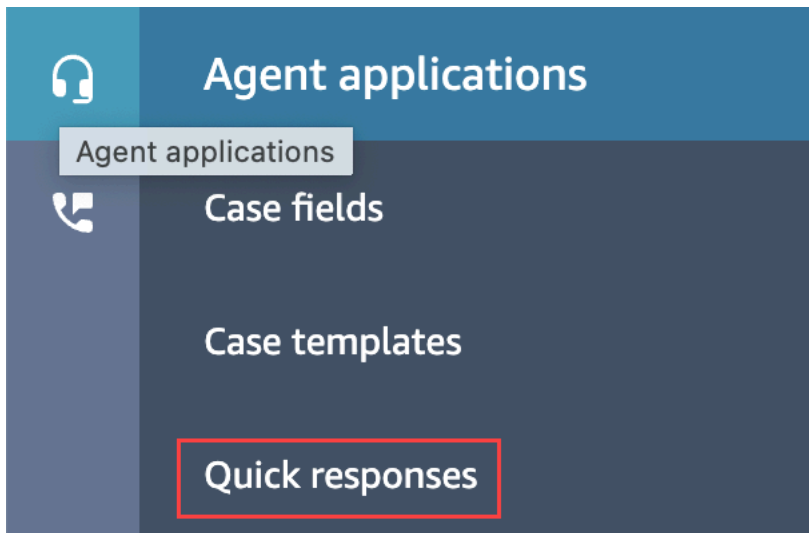 Agent applications
Agent applications
Case fields
Case templates
Quick responses